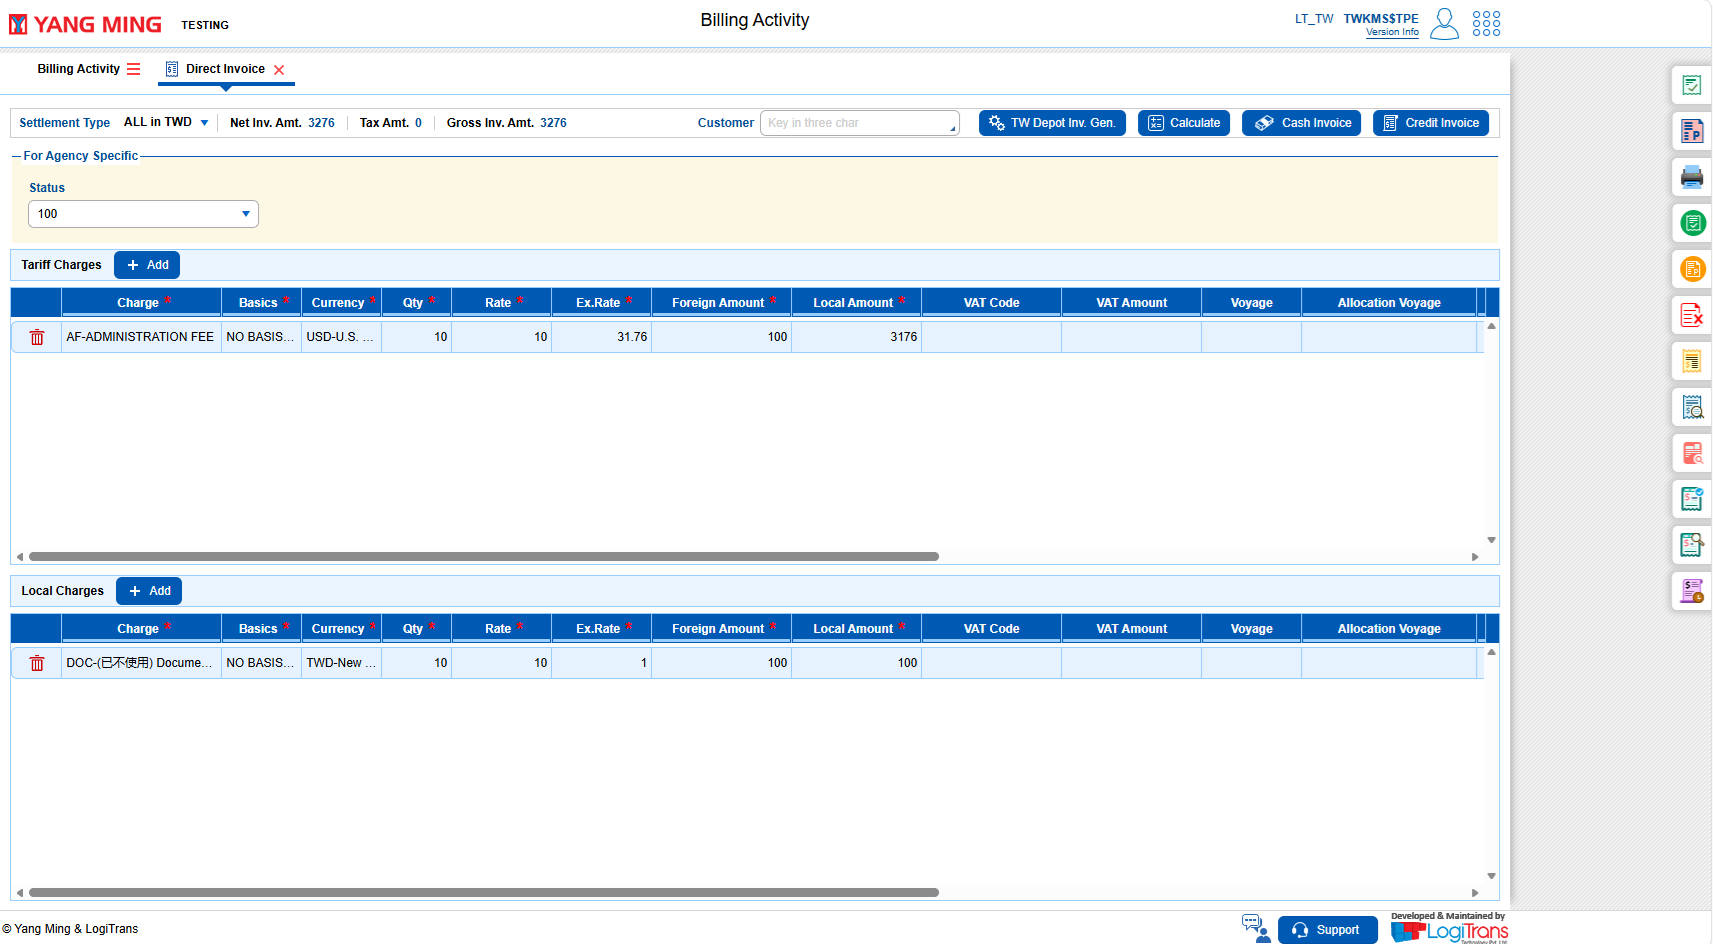 YANG MING TESTING
Billing Activity
LT_TW TWKMS$TPE
Version Info
Billing Activity Direct Invoice
Settlement Type ALL in TWD Net Inv. Amt. 3276 Tax Amt. 0 Gross Inv. Amt. 3276 Customer Key in three char TW Depot Inv. Gen. Calculate Cash Invoice Credit Invoice
For Agency Specific
Status
100
Tariff Charges + Add
Charge * Basics * Currency * Qty * Rate * Ex.Rate * Foreign Amount * Local Amount * VAT Code VAT Amount Voyage Allocation Voyage
AF-ADMINISTRATION FEE NO BASIS... USD-U.S. ... 10 10 31.76 100 3176
Local Charges + Add
Charge * Basics * Currency * Qty * Rate * Ex.Rate * Foreign Amount * Local Amount * VAT Code VAT Amount Voyage Allocation Voyage
DOC-(已不使用) Docume... NO BASIS... TWD-New ... 10 10 1 100 100
© Yang Ming & LogiTrans
Support
Developed & Maintained by
LogiTrans
Technology Pvt. Ltd.